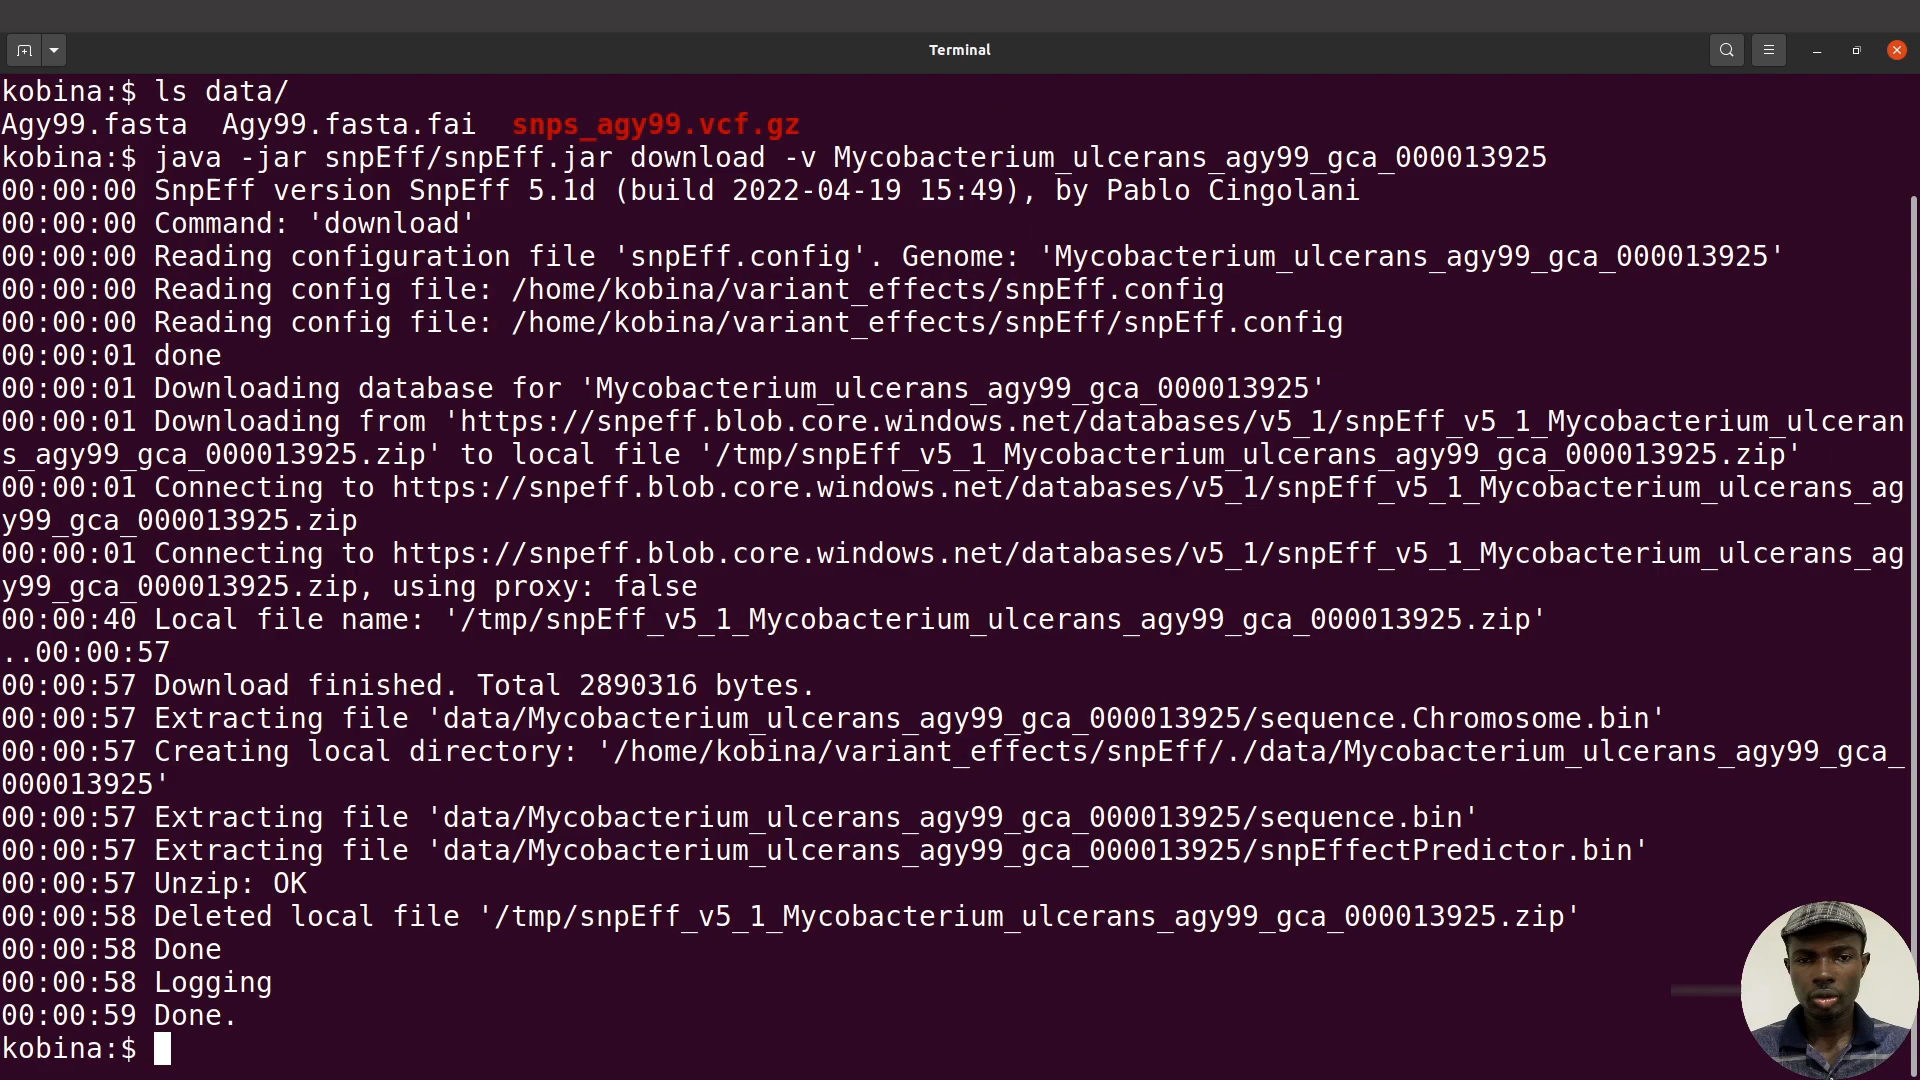 Terminal
kobina:$ ls data/
Agy99.fasta  Agy99.fasta.fai  snps_agy99.vcf.gz
kobina:$ java -jar snpEff/snpEff.jar download -v Mycobacterium_ulcerans_agy99_gca_000013925
00:00:00 SnpEff version SnpEff 5.1d (build 2022-04-19 15:49), by Pablo Cingolani
00:00:00 Command: 'download'
00:00:00 Reading configuration file 'snpEff.config'. Genome: 'Mycobacterium_ulcerans_agy99_gca_000013925'
00:00:00 Reading config file: /home/kobina/variant_effects/snpEff.config
00:00:00 Reading config file: /home/kobina/variant_effects/snpEff/snpEff.config
00:00:01 done
00:00:01 Downloading database for 'Mycobacterium_ulcerans_agy99_gca_000013925'
00:00:01 Downloading from 'https://snpeff.blob.core.windows.net/databases/v5_1/snpEff_v5_1_Mycobacterium_ulceran
s_agy99_gca_000013925.zip' to local file '/tmp/snpEff_v5_1_Mycobacterium_ulcerans_agy99_gca_000013925.zip'
00:00:01 Connecting to https://snpeff.blob.core.windows.net/databases/v5_1/snpEff_v5_1_Mycobacterium_ulcerans_ag
y99_gca_000013925.zip
00:00:01 Connecting to https://snpeff.blob.core.windows.net/databases/v5_1/snpEff_v5_1_Mycobacterium_ulcerans_ag
y99_gca_000013925.zip, using proxy: false
00:00:40 Local file name: '/tmp/snpEff_v5_1_Mycobacterium_ulcerans_agy99_gca_000013925.zip'
..00:00:57
00:00:57 Download finished. Total 2890316 bytes.
00:00:57 Extracting file 'data/Mycobacterium_ulcerans_agy99_gca_000013925/sequence.Chromosome.bin'
00:00:57 Creating local directory: '/home/kobina/variant_effects/snpEff/./data/Mycobacterium_ulcerans_agy99_gca_
000013925'
00:00:57 Extracting file 'data/Mycobacterium_ulcerans_agy99_gca_000013925/sequence.bin'
00:00:57 Extracting file 'data/Mycobacterium_ulcerans_agy99_gca_000013925/snpEffectPredictor.bin'
00:00:57 Unzip: OK
00:00:58 Deleted local file '/tmp/snpEff_v5_1_Mycobacterium_ulcerans_agy99_gca_000013925.zip'
00:00:58 Done
00:00:58 Logging
00:00:59 Done.
kobina:$